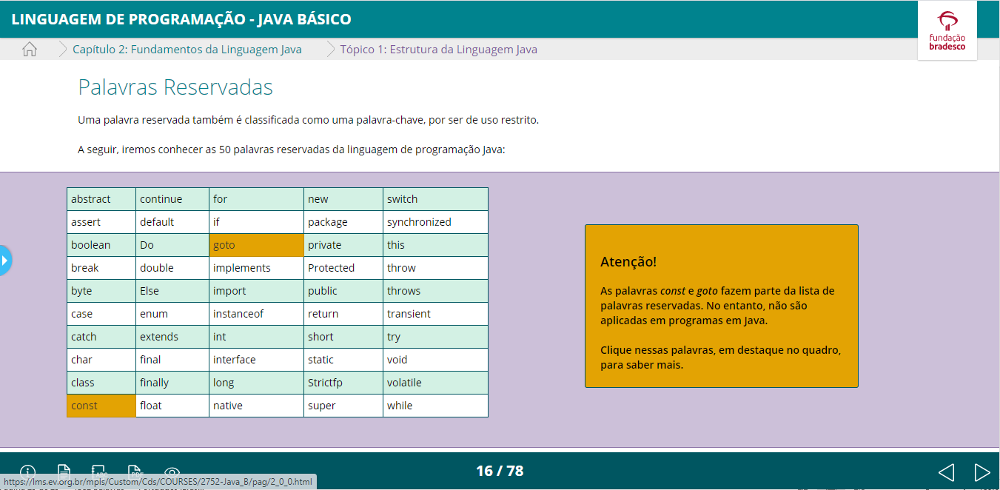 LINGUAGEM DE PROGRAMAÇÃO - JAVA BÁSICO
fundação
bradesco
Capítulo 2: Fundamentos da Linguagem Java
Tópico 1: Estrutura da Linguagem Java
Palavras Reservadas
Uma palavra reservada também é classificada como uma palavra-chave, por ser de uso restrito.
A seguir, iremos conhecer as 50 palavras reservadas da linguagem de programação Java:
abstract continue for new switch
assert default if package synchronized
boolean Do goto private this
break double implements Protected throw
byte Else import public throws
case enum instanceof return transient
catch extends int short try
char final interface static void
class finally long Strictfp volatile
const float native super while
Atenção!
As palavras const e goto fazem parte da lista de
palavras reservadas. No entanto, não são
aplicadas em programas em Java.
Clique nessas palavras, em destaque no quadro,
para saber mais.
16 / 78
https://lms.ev.org.br/mpls/Custom/Cds/COURSES/2752-Java_B/pag/2_0_0.html